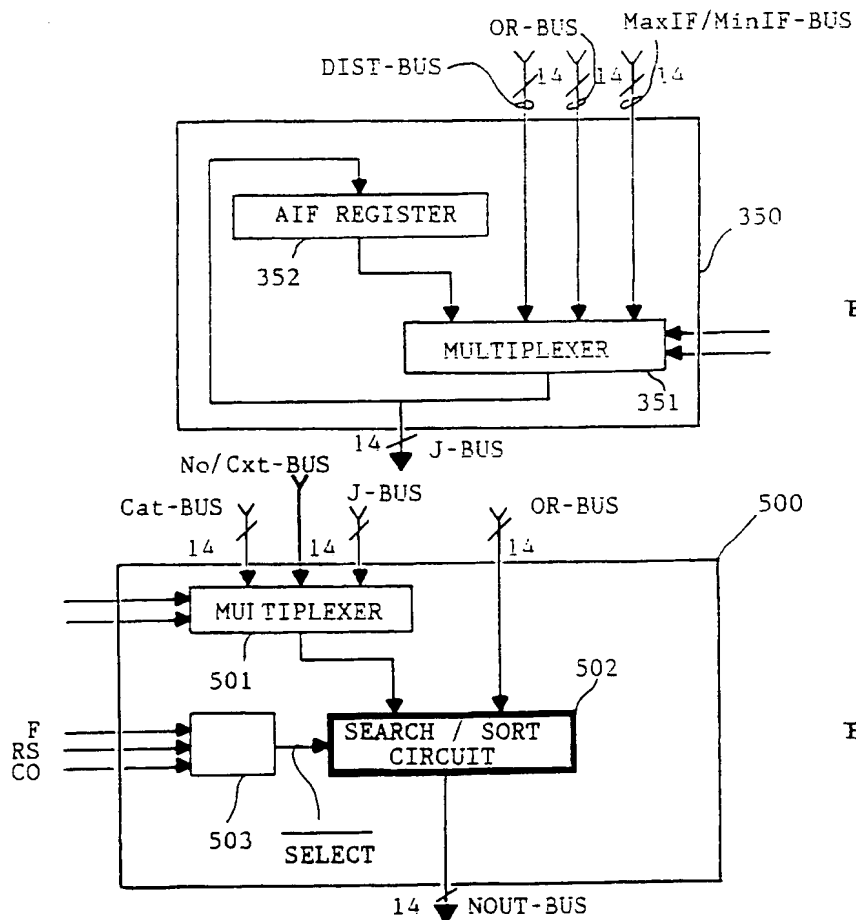 OR-BUS
MaxIF/MinIF-BUS
DIST-BUS
14
14
14
AIF REGISTER
352
350
MULTIPLEXER
351
14
J-BUS
No/Cxt-BUS
Cat-BUS
J-BUS
OR-BUS
500
14
14
14
MUI TIPLEXER
501
502
F
RS
CO
SEARCH / SORT
CIRCUIT
503
SELECT
14
NOUT-BUS